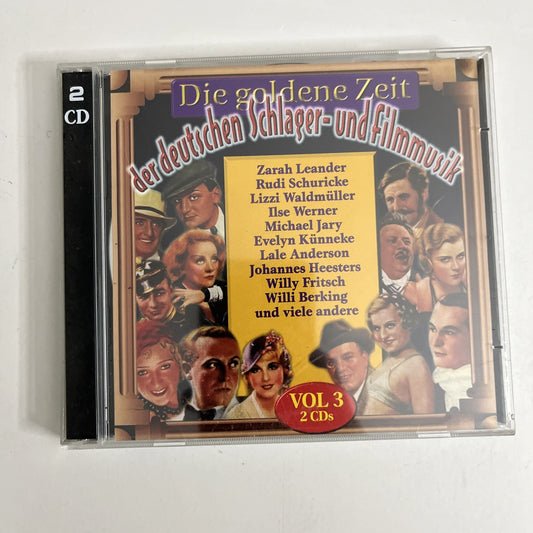 2
CD
Die goldene Zeit
der deutschen Schlager- und Filmmusik
Zarah Leander
Rudi Schuricke
Lizzi Waldmüller
Ilse Werner
Michael Jary
Evelyn Künneke
Lale Anderson
Johannes Heesters
Willy Fritsch
Willi Berking
und viele andere
VOL 3
2 CDs